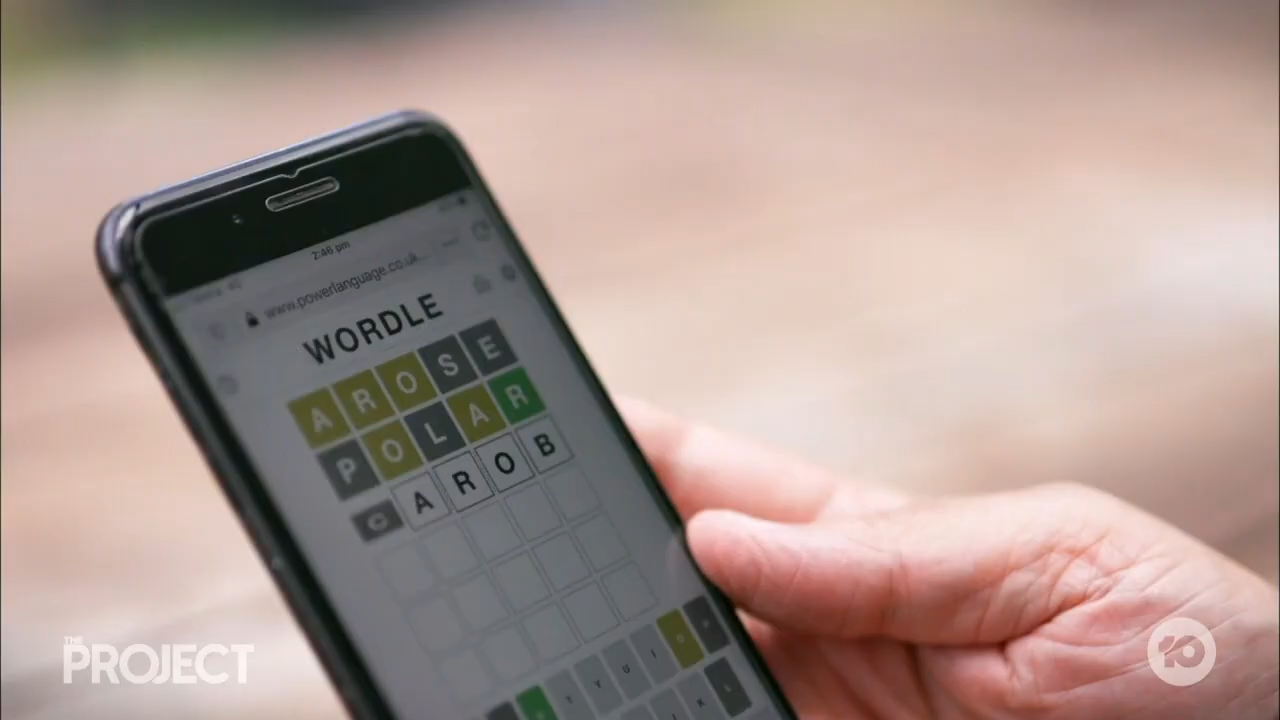 2:46 pm
www.powerlanguage.co.uk...
WORDLE
AROSE
POLAR
CAROB
T Y U I O P
K L
THE PROJECT
10